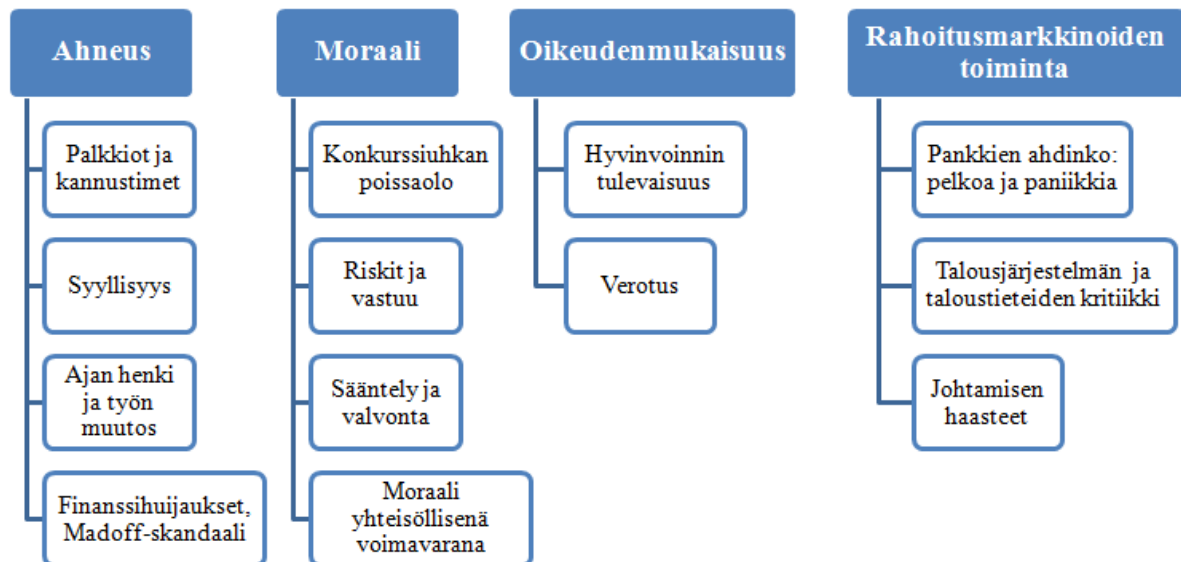 Ahneus
Palkkiot ja
kannustimet
Syyllisyys
Ajan henki
ja työn
muutos
Finanssihuijaukset,
Madoff-skandaali
Moraali
Konkurssiuhkan
poissaolo
Riskit ja
vastuu
Sääntely ja
valvonta
Moraali
yhteisöllisenä
voimavarana
Oikeudenmukaisuus
Hyvinvoinnin
tulevaisuus
Verotus
Rahoitusmarkkinoiden
toiminta
Pankkien ahdinko:
pelkoa ja paniikkia
Talousjärjestelmän ja
taloustieteiden kritiikki
Johtamisen
haasteet